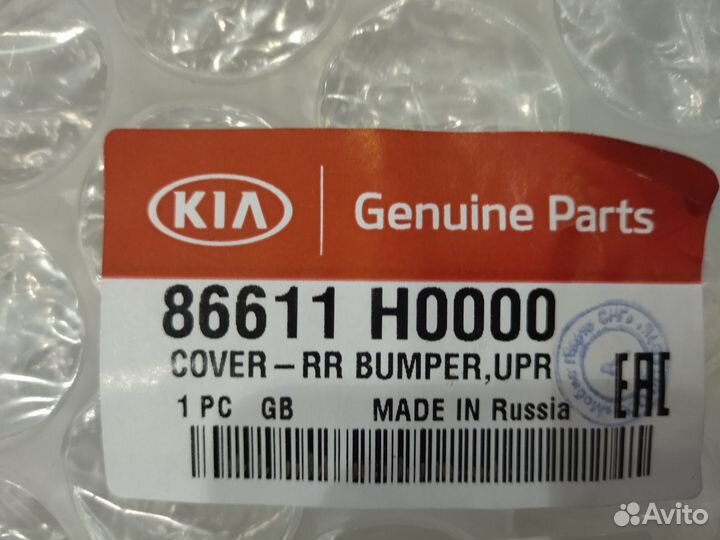 KIA
Genuine Parts
86611 H0000
COVER-RR BUMPER,UPR
1 PC GB MADE IN Russia
EAC
Avito